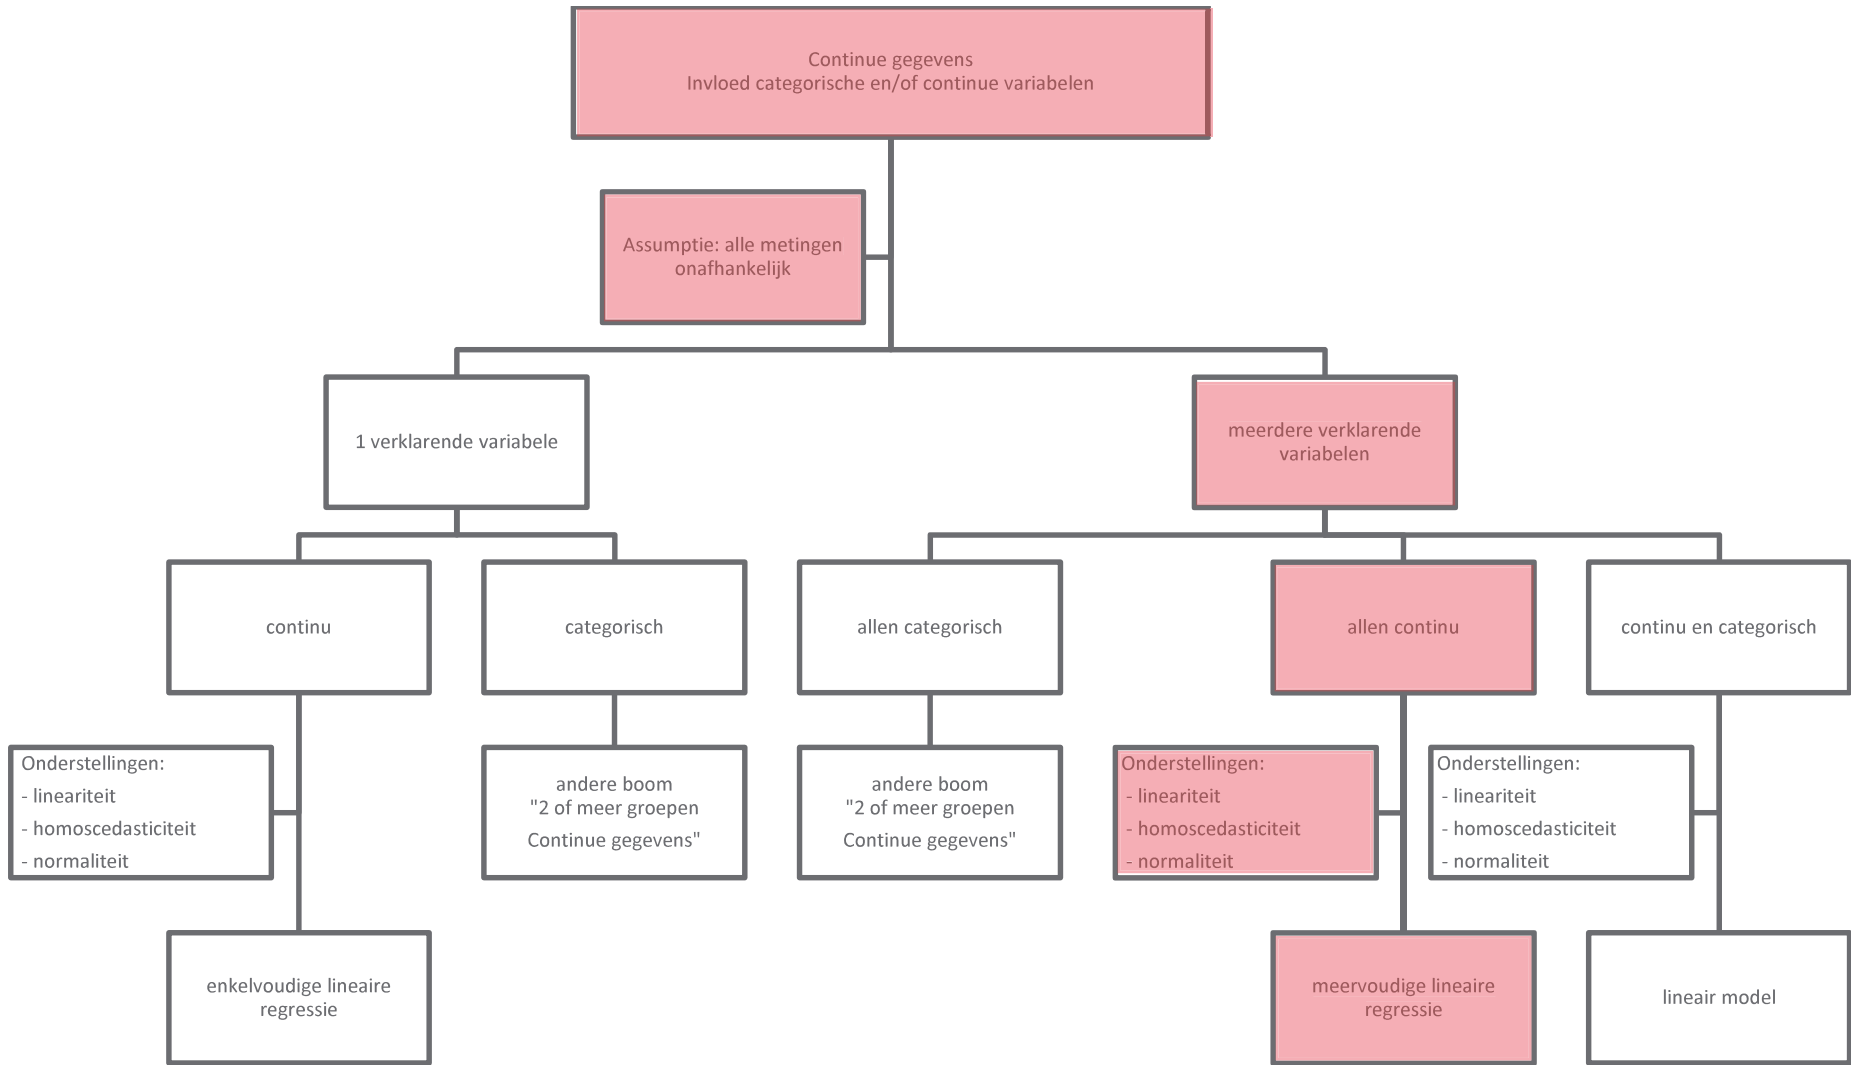 Continue gegevens
Invloed categorische en/of continue variabelen
Assumptie: alle metingen
onafhankelijk
1 verklarende variabele
meerdere verklarende
variabelen
continu
categorisch
allen categorisch
allen continu
continu en categorisch
Onderstellingen:
- lineariteit
- homoscedasticiteit
- normaliteit
andere boom
"2 of meer groepen
Continue gegevens"
andere boom
"2 of meer groepen
Continue gegevens"
Onderstellingen:
- lineariteit
- homoscedasticiteit
- normaliteit
Onderstellingen:
- lineariteit
- homoscedasticiteit
- normaliteit
enkelvoudige lineaire
regressie
meervoudige lineaire
regressie
lineair model